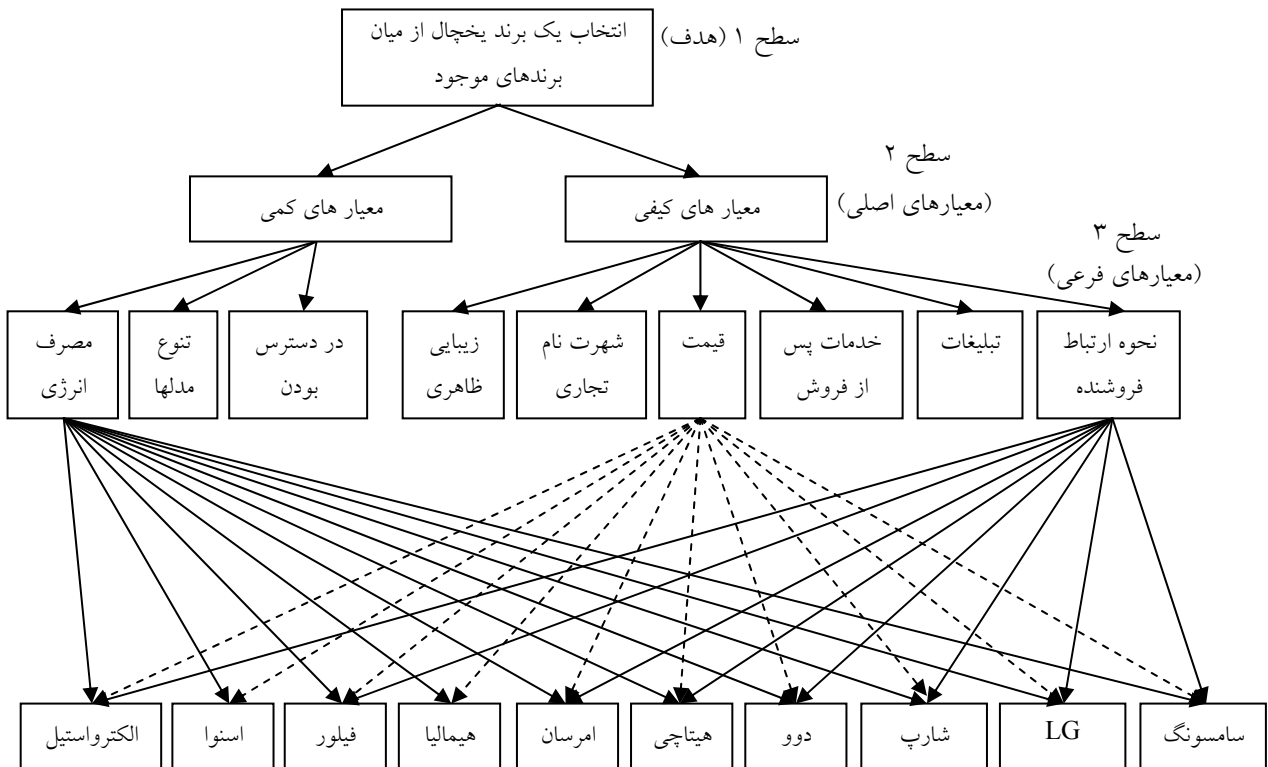 انتخاب یک برند یخچال از میان
برندهای موجود
سطح ۱ (هدف)
سطح ۲
(معیارهای اصلی)
معیار های کیفی
معیار های کمی
سطح ۳
(معیارهای فرعی)
نحوه ارتباط
فروشنده
تبلیغات
خدمات پس
از فروش
قیمت
شهرت نام
تجاری
زیبایی
ظاهری
در دسترس
بودن
تنوع
مدلها
مصرف
انرژی
سامسونگ
LG
شارپ
دوو
هیتاچی
امرسان
هیمالیا
فیلور
اسنوا
الکترواستیل